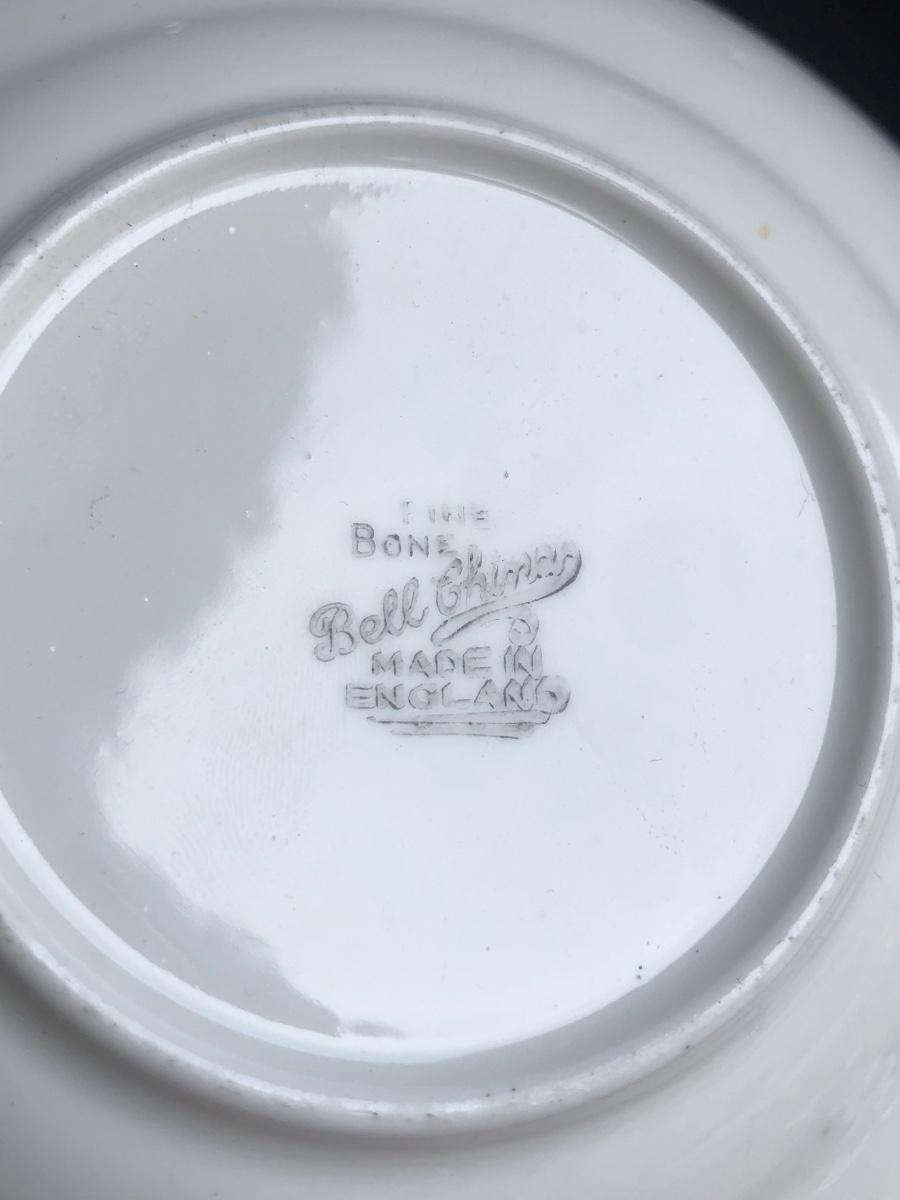 FINE
BONE
Bell China
MADE IN
ENGLAND